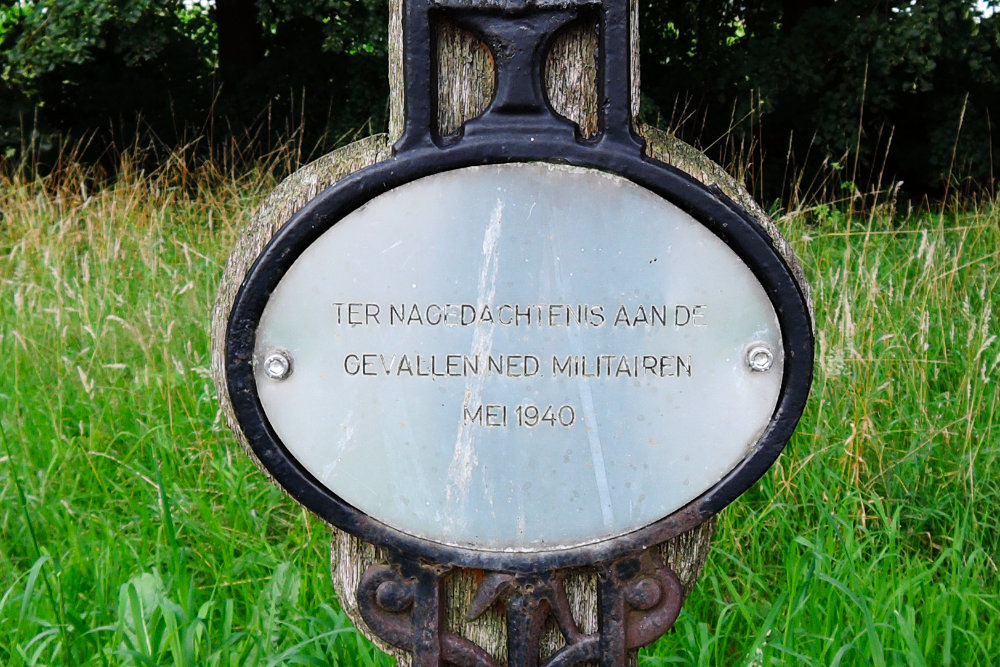 TER NAGEDACHTENIS AAN DE
GEVALLEN NED. MILITAIREN
MEI 1940